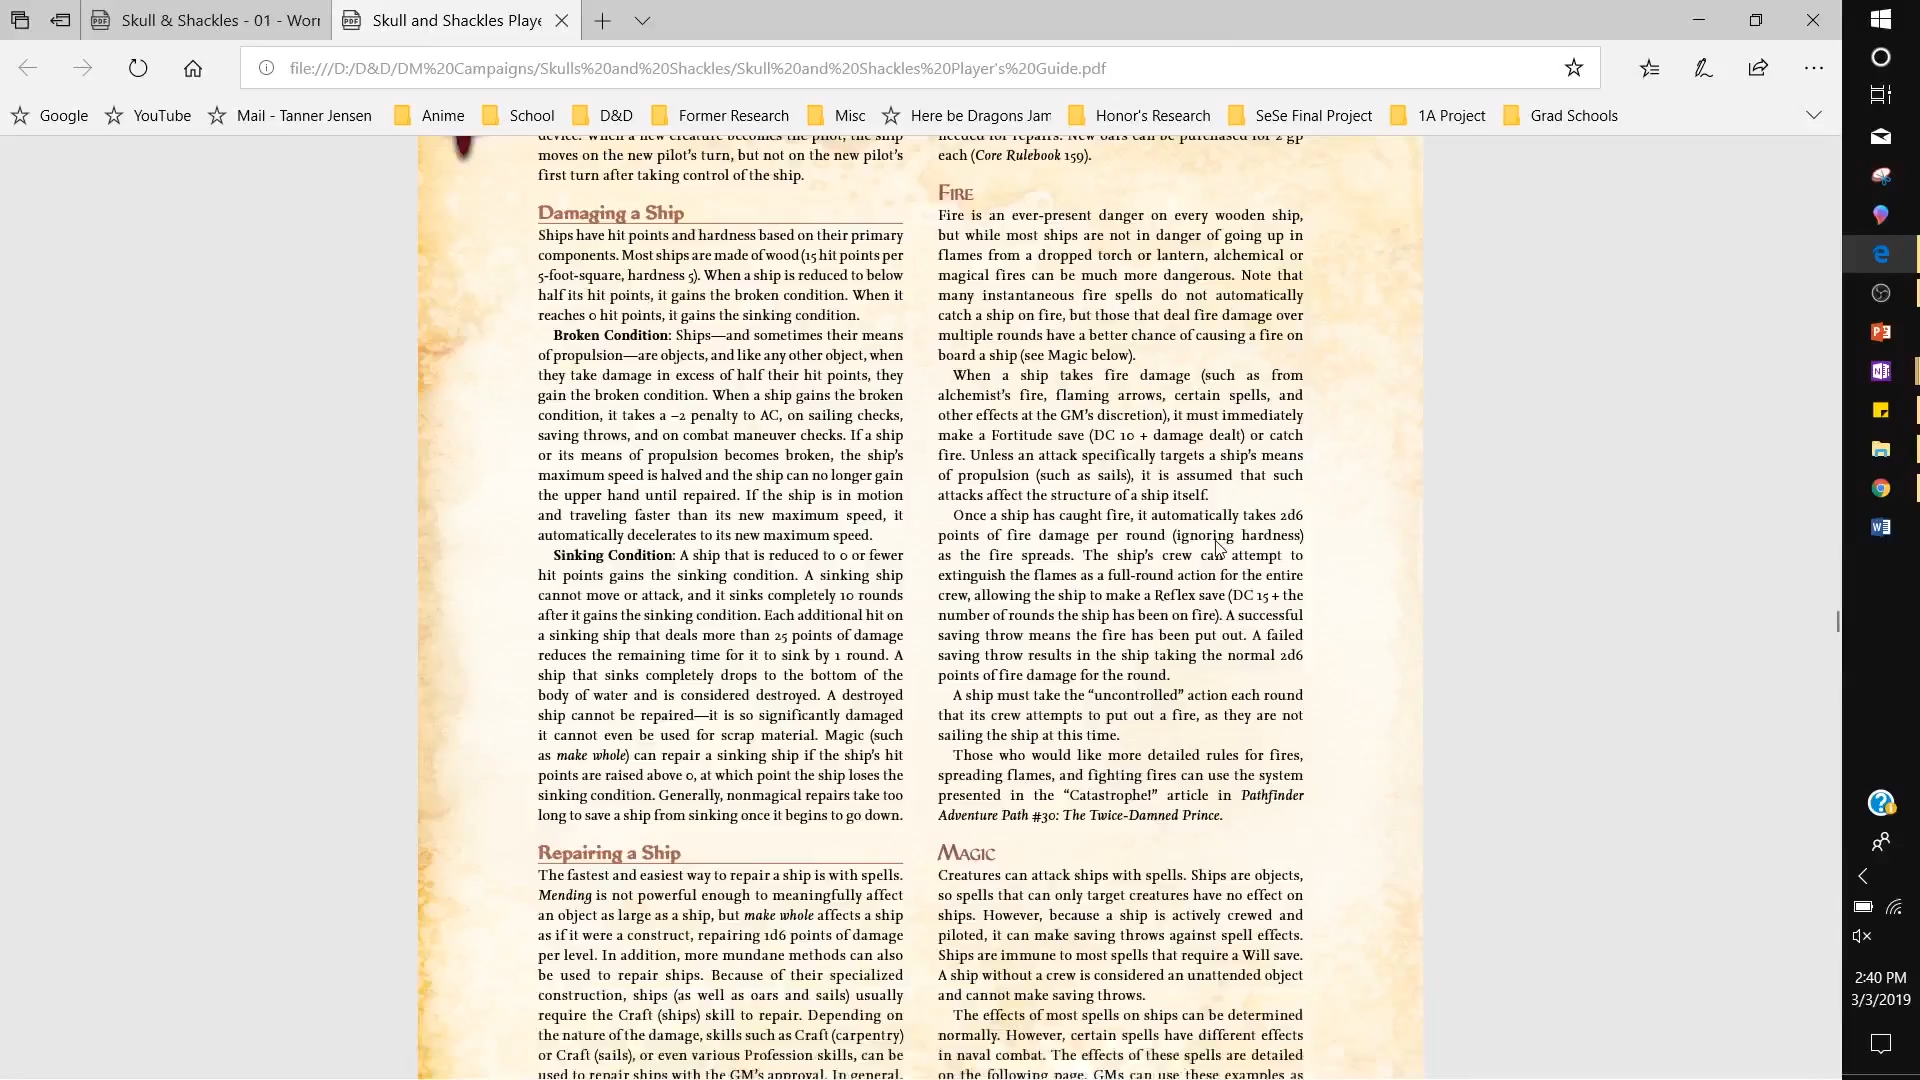 Skull & Shackles - 01 - Worr
Skull and Shackles Playe
file:///D:/D&D/DM%20Campaigns/Skulls%20and%20Shackles/Skull%20and%20Shackles%20Player's%20Guide.pdf
Google
YouTube
Mail - Tanner Jensen
Anime
School
D&D
Former Research
Misc
Here be Dragons Jam
Honor's Research
SeSe Final Project
1A Project
Grad Schools
device. When a new creature becomes the pilot, the ship
moves on the new pilot's turn, but not on the new pilot's
first turn after taking control of the ship.
Damaging a Ship
Ships have hit points and hardness based on their primary
components. Most ships are made of wood (15 hit points per
5-foot-square, hardness 5). When a ship is reduced to below
half its hit points, it gains the broken condition. When it
reaches 0 hit points, it gains the sinking condition.
Broken Condition: Ships—and sometimes their means
of propulsion—are objects, and like any other object, when
they take damage in excess of half their hit points, they
gain the broken condition. When a ship gains the broken
condition, it takes a –2 penalty to AC, on sailing checks,
saving throws, and on combat maneuver checks. If a ship
or its means of propulsion becomes broken, the ship's
maximum speed is halved and the ship can no longer gain
the upper hand until repaired. If the ship is in motion
and traveling faster than its new maximum speed, it
automatically decelerates to its new maximum speed.
Sinking Condition: A ship that is reduced to 0 or fewer
hit points gains the sinking condition. A sinking ship
cannot move or attack, and it sinks completely 10 rounds
after it gains the sinking condition. Each additional hit on
a sinking ship that deals more than 25 points of damage
reduces the remaining time for it to sink by 1 round. A
ship that sinks completely drops to the bottom of the
body of water and is considered destroyed. A destroyed
ship cannot be repaired—it is so significantly damaged
it cannot even be used for scrap material. Magic (such
as make whole) can repair a sinking ship if the ship's hit
points are raised above 0, at which point the ship loses the
sinking condition. Generally, nonmagical repairs take too
long to save a ship from sinking once it begins to go down.
Repairing a Ship
The fastest and easiest way to repair a ship is with spells.
Mending is not powerful enough to meaningfully affect
an object as large as a ship, but make whole affects a ship
as if it were a construct, repairing 1d6 points of damage
per level. In addition, more mundane methods can also
be used to repair ships. Because of their specialized
construction, ships (as well as oars and sails) usually
require the Craft (ships) skill to repair. Depending on
the nature of the damage, skills such as Craft (carpentry)
or Craft (sails), or even various Profession skills, can be
used to repair ships with the GM's approval. In general,
needed for repairs. New oars can be purchased for 2 gp
each (Core Rulebook 159).
FIRE
Fire is an ever-present danger on every wooden ship,
but while most ships are not in danger of going up in
flames from a dropped torch or lantern, alchemical or
magical fires can be much more dangerous. Note that
many instantaneous fire spells do not automatically
catch a ship on fire, but those that deal fire damage over
multiple rounds have a better chance of causing a fire on
board a ship (see Magic below).
When a ship takes fire damage (such as from
alchemist's fire, flaming arrows, certain spells, and
other effects at the GM's discretion), it must immediately
make a Fortitude save (DC 10 + damage dealt) or catch
fire. Unless an attack specifically targets a ship's means
of propulsion (such as sails), it is assumed that such
attacks affect the structure of a ship itself.
Once a ship has caught fire, it automatically takes 2d6
points of fire damage per round (ignoring hardness)
as the fire spreads. The ship's crew can attempt to
extinguish the flames as a full-round action for the entire
crew, allowing the ship to make a Reflex save (DC 15 + the
number of rounds the ship has been on fire). A successful
saving throw means the fire has been put out. A failed
saving throw results in the ship taking the normal 2d6
points of fire damage for the round.
A ship must take the "uncontrolled" action each round
that its crew attempts to put out a fire, as they are not
sailing the ship at this time.
Those who would like more detailed rules for fires,
spreading flames, and fighting fires can use the system
presented in the "Catastrophe!" article in Pathfinder
Adventure Path #30: The Twice-Damned Prince.
MAGIC
Creatures can attack ships with spells. Ships are objects,
so spells that can only target creatures have no effect on
ships. However, because a ship is actively crewed and
piloted, it can make saving throws against spell effects.
Ships are immune to most spells that require a Will save.
A ship without a crew is considered an unattended object
and cannot make saving throws.
The effects of most spells on ships can be determined
normally. However, certain spells have different effects
in naval combat. The effects of these spells are detailed
on the following page. GMs can use these examples as
2:40 PM
3/3/2019